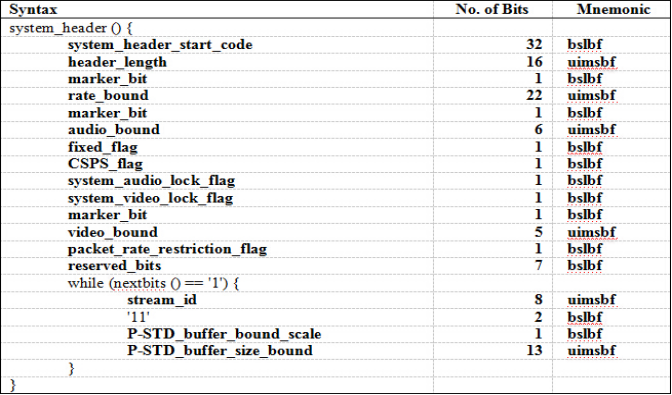 Syntax No. of Bits Mnemonic
system_header () {
system_header_start_code 32 bslbf
header_length 16 uimsbf
marker_bit 1 bslbf
rate_bound 22 uimsbf
marker_bit 1 bslbf
audio_bound 6 uimsbf
fixed_flag 1 bslbf
CSPS_flag 1 bslbf
system_audio_lock_flag 1 bslbf
system_video_lock_flag 1 bslbf
marker_bit 1 bslbf
video_bound 5 uimsbf
packet_rate_restriction_flag 1 bslbf
reserved_bits 7 bslbf
while (nextbits () == '1') {
stream_id 8 uimsbf
'11' 2 bslbf
P-STD_buffer_bound_scale 1 bslbf
P-STD_buffer_size_bound 13 uimsbf
}
}